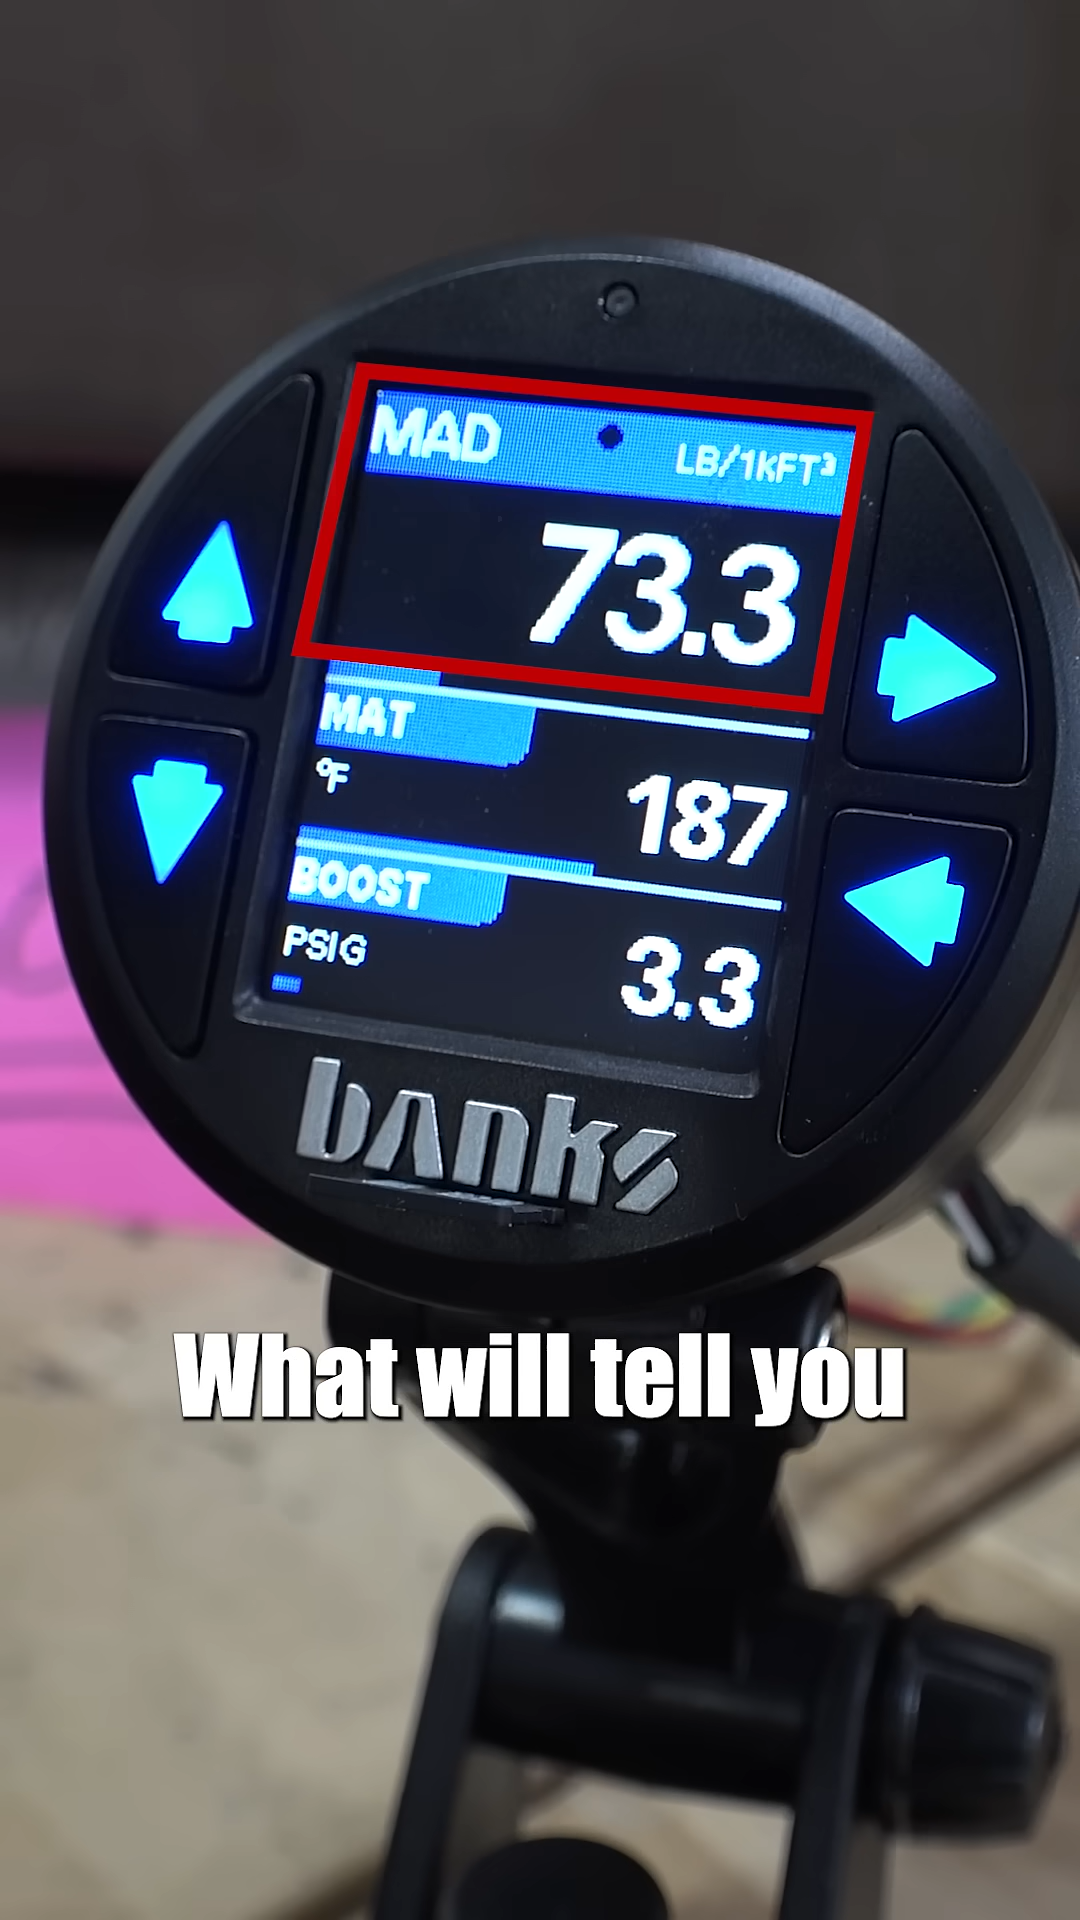 MAD LB/1kFT³
73.3
MAT
°F 187
BOOST
PSIG 3.3
banks
What will tell you